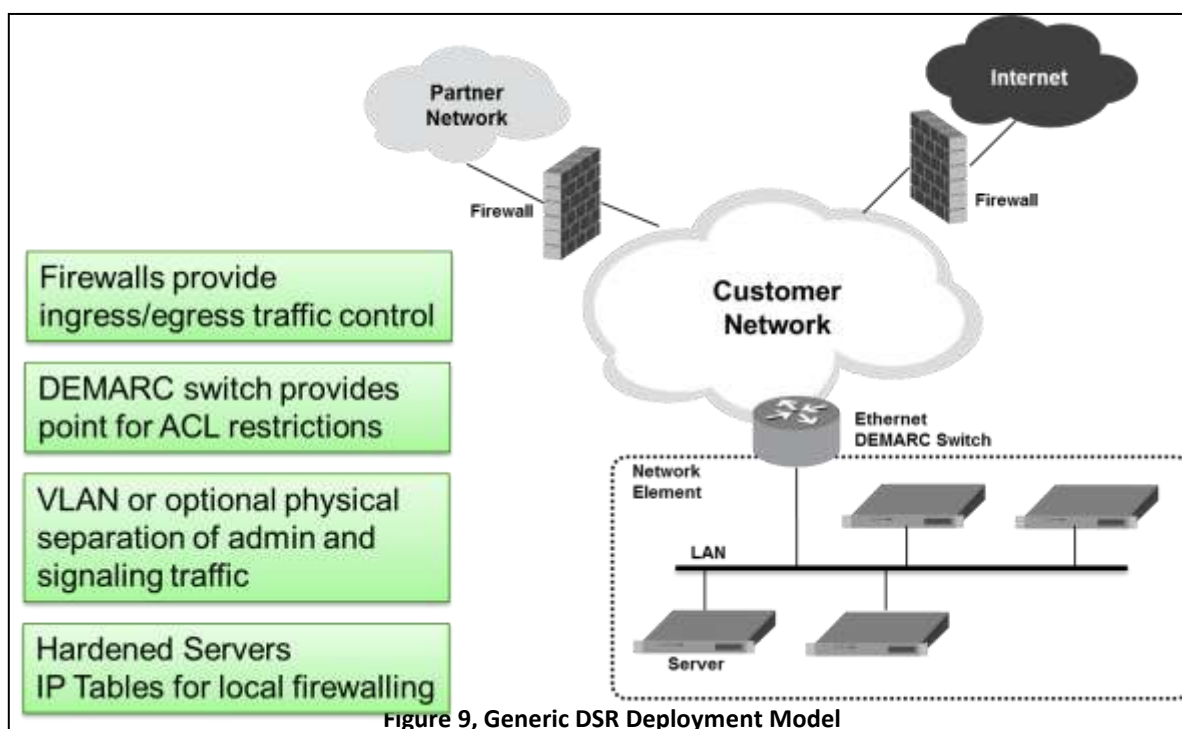 Partner
Network
Internet
Firewall
Firewall
Customer
Network
Firewalls provide
ingress/egress traffic control
DEMARC switch provides
point for ACL restrictions
VLAN or optional physical
separation of admin and
signaling traffic
Hardened Servers
IP Tables for local firewalling
Ethernet
DEMARC Switch
Network
Element
LAN
Server
Figure 9, Generic DSR Deployment Model